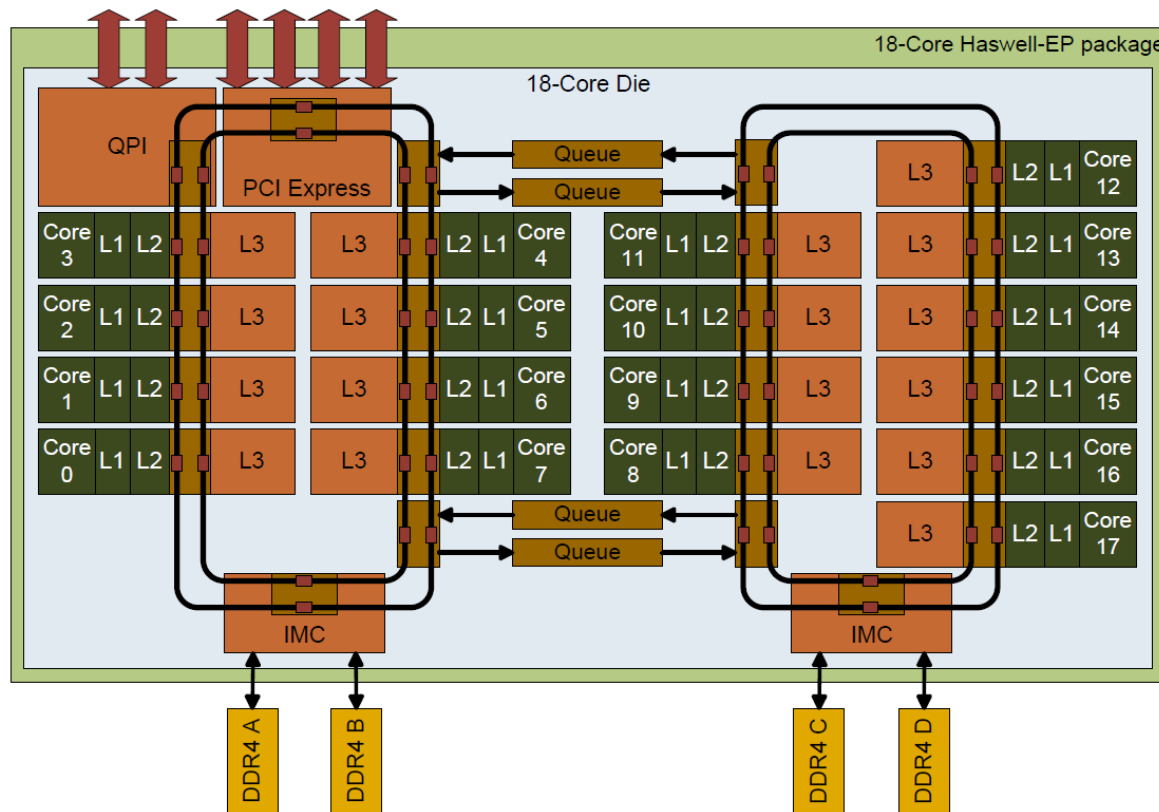 18-Core Haswell-EP package
18-Core Die
QPI
PCI Express
Queue
Queue
L3 L2 L1 Core 12
Core 3 L1 L2 L3
L3 L2 L1 Core 4
Core 11 L1 L2 L3
L3 L2 L1 Core 13
Core 2 L1 L2 L3
L3 L2 L1 Core 5
Core 10 L1 L2 L3
L3 L2 L1 Core 14
Core 1 L1 L2 L3
L3 L2 L1 Core 6
Core 9 L1 L2 L3
L3 L2 L1 Core 15
Core 0 L1 L2 L3
L3 L2 L1 Core 7
Core 8 L1 L2 L3
L3 L2 L1 Core 16
Queue
Queue
L3 L2 L1 Core 17
IMC
IMC
DDR4 A
DDR4 B
DDR4 C
DDR4 D